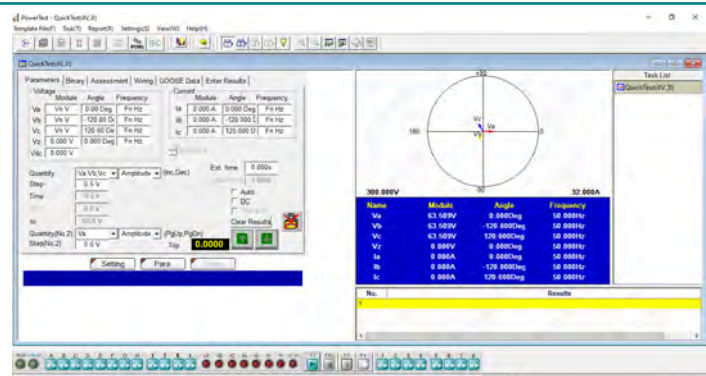 PowerTest - QuickTest(4V,3I)
Template File(F) Task(T) Report(R) Settings(S) View(W) Help(H)
QuickTest(4V,3I)
Parameters Binary Assessment Wiring GOOSE Data Enter Results
Voltage
Module Angle Frequency
Va Vn V 0.00 Deg Fn Hz
Vb Vn V -120.00 De Fn Hz
Vc Vn V 120.00 De Fn Hz
Vz 0.000 V 0.000 Deg Fn Hz
Vdc 0.000 V
Current
Module Angle Frequency
Ia 0.000 A 0.000 Deg Fn Hz
Ib 0.000 A -120.000 Fn Hz
Ic 0.000 A 120.000 D Fn Hz
Quantify Va Vb,Vc Amplitude (Inc,Dec) Ext. time 0.000s
Step 0.5 V
Time
Auto
DC
to
Clear Results
Quantity(No.2) Va Amplitude (PgUp,PgDn)
Step(No.2) 0.0 V Trip 0.0000
Setting Para
+90
180
0
-90
Va
Vb
Vc
300.000V 32.000A
Name Module Angle Frequency
Va 63.509V 0.000Deg 50.000Hz
Vb 63.509V -120.000Deg 50.000Hz
Vc 63.509V 120.000Deg 50.000Hz
Vz 0.000V 0.000Deg 50.000Hz
Ia 0.000A 0.000Deg 50.000Hz
Ib 0.000A -120.000Deg 50.000Hz
Ic 0.000A 120.000Deg 50.000Hz
No. Results
1
Task List
QuickTest(4V,3I)